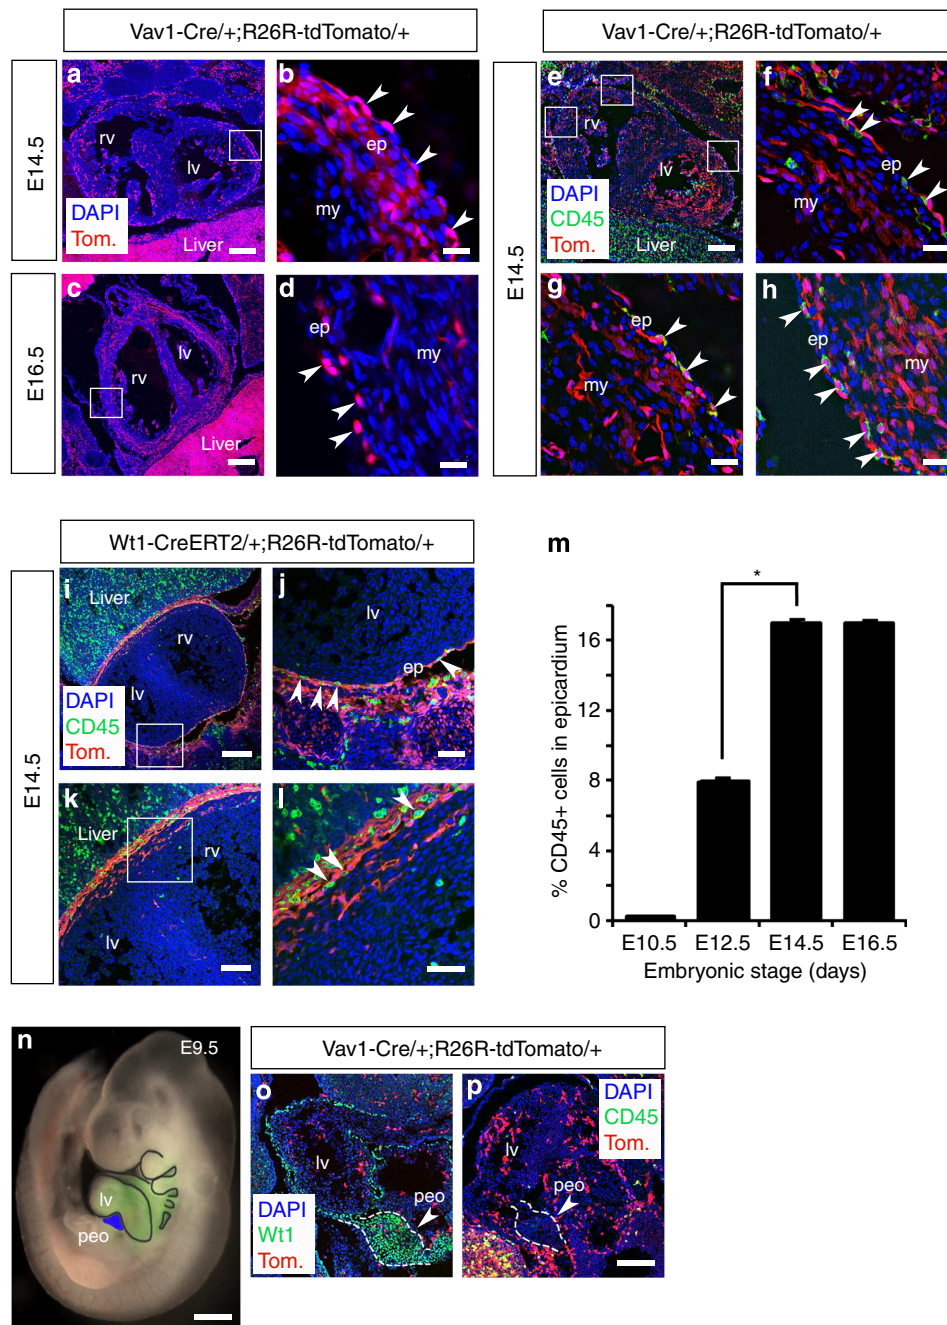 Vav1-Cre/+;R26R-tdTomato/+
E14.5
a
rv
lv
DAPI
Tom.
Liver
b
ep
my
E16.5
c
lv
rv
Liver
d
ep
my
Vav1-Cre/+;R26R-tdTomato/+
E14.5
e
rv
lv
DAPI
CD45
Tom.
Liver
f
ep
my
g
ep
my
h
ep
my
Wt1-CreERT2/+;R26R-tdTomato/+
E14.5
i
Liver
rv
lv
DAPI
CD45
Tom.
j
lv
ep
k
Liver
rv
lv
l
m
*
% CD45+ cells in epicardium
16
12
8
4
0
E10.5 E12.5 E14.5 E16.5
Embryonic stage (days)
n
E9.5
lv
peo
Vav1-Cre/+;R26R-tdTomato/+
o
lv
peo
DAPI
Wt1
Tom.
p
DAPI
CD45
Tom.
lv
peo